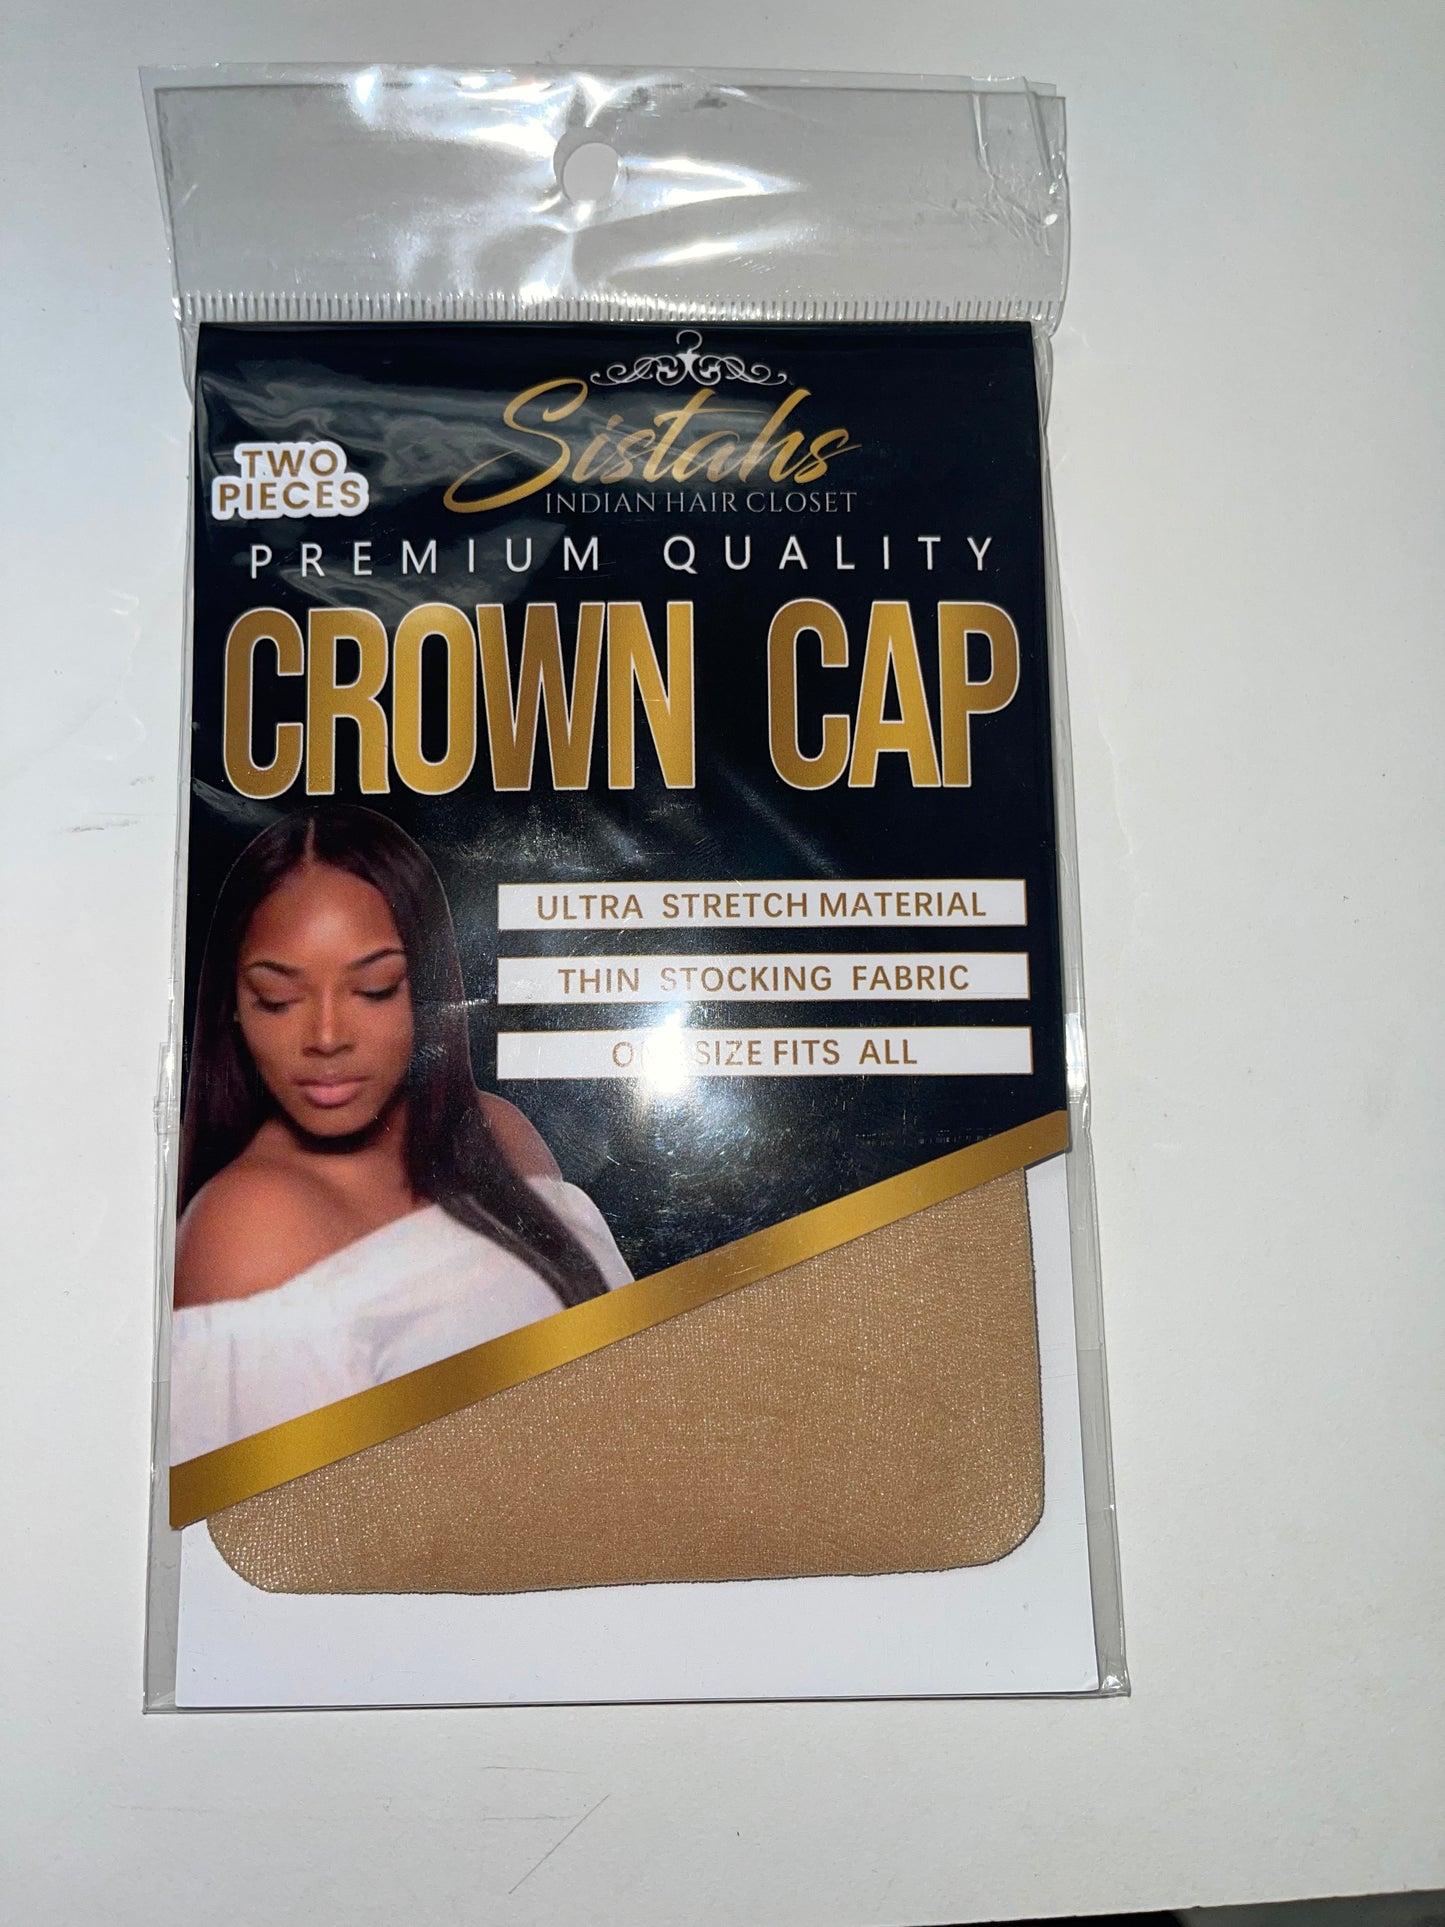 Sistahs
INDIAN HAIR CLOSET
TWO
PIECES
PREMIUM QUALITY
CROWN CAP
ULTRA STRETCH MATERIAL
THIN STOCKING FABRIC
ONE SIZE FITS ALL